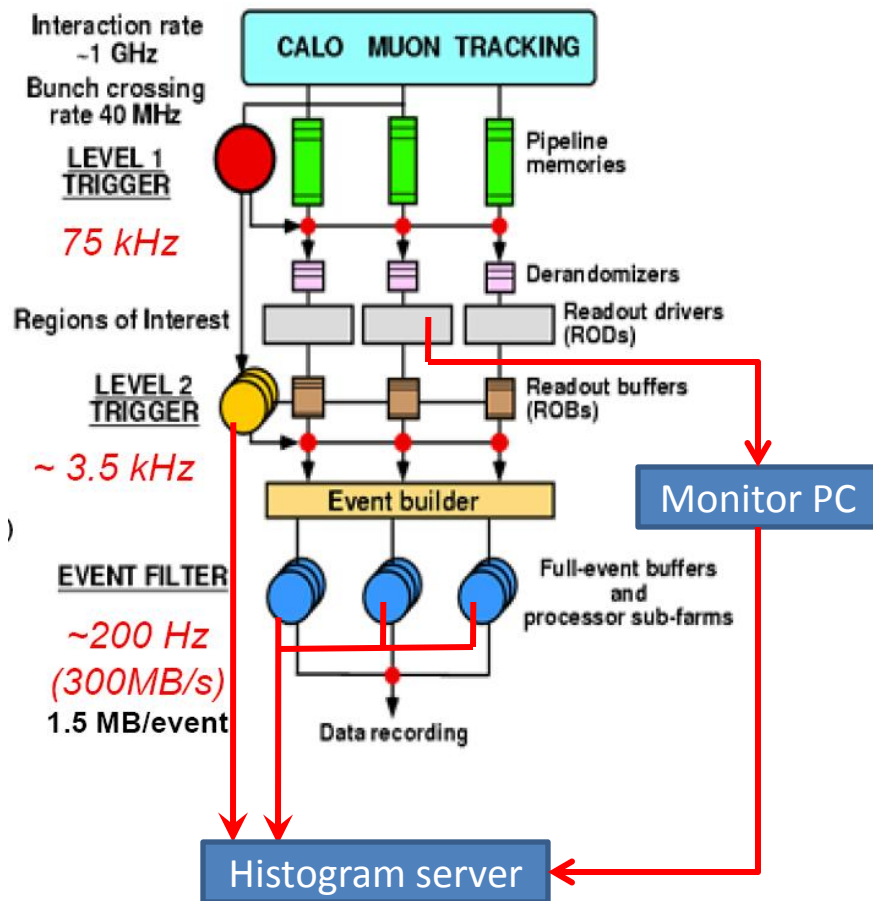 Interaction rate
~1 GHz
CALO MUON TRACKING
Bunch crossing
rate 40 MHz
LEVEL 1
TRIGGER
Pipeline
memories
75 kHz
Derandomizers
Regions of Interest
Readout drivers
(RODs)
LEVEL 2
TRIGGER
Readout buffers
(ROBs)
~ 3.5 kHz
Event builder
Monitor PC
)
EVENT FILTER
Full-event buffers
and
processor sub-farms
~200 Hz
(300MB/s)
1.5 MB/event
Data recording
Histogram server